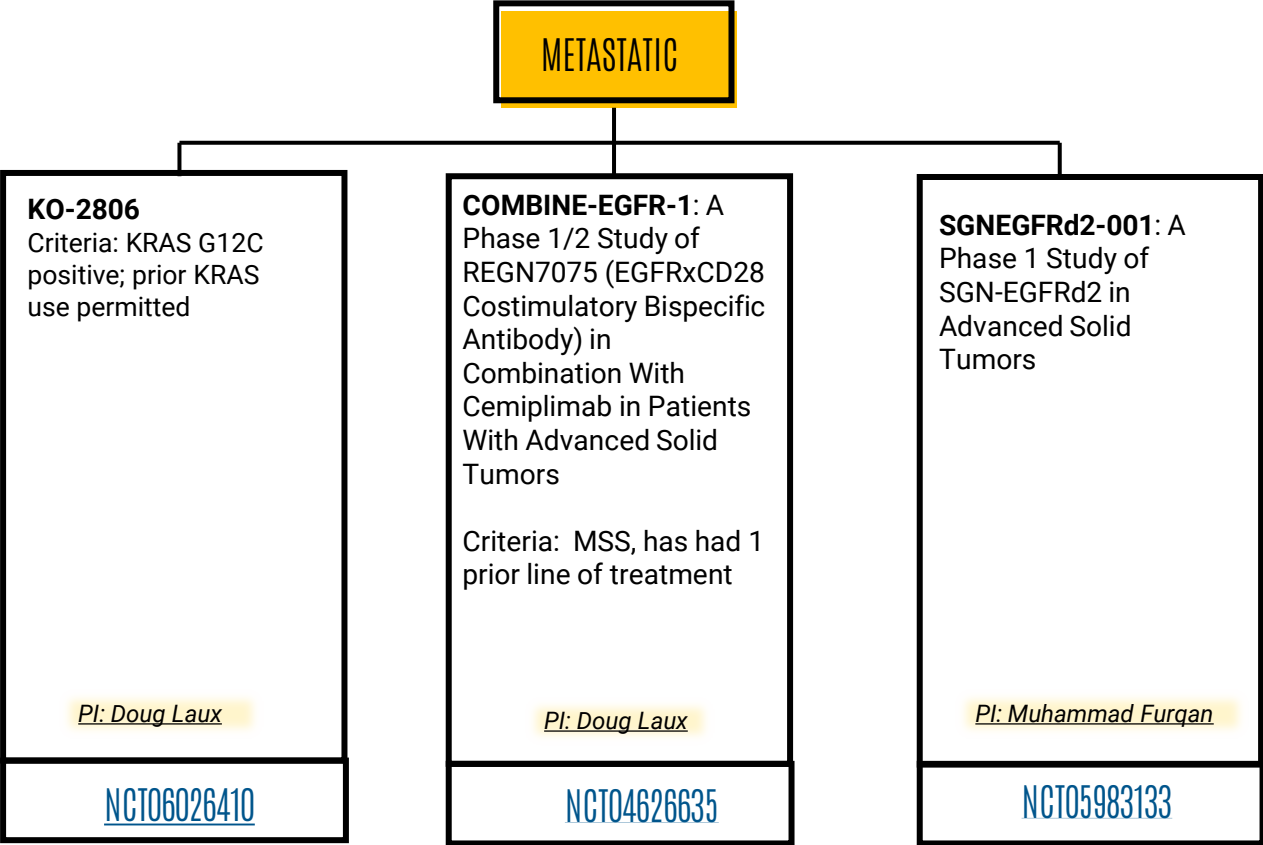 METASTATIC
KO-2806
Criteria: KRAS G12C
positive; prior KRAS
use permitted
PI: Doug Laux
NCT06026410
COMBINE-EGFR-1: A
Phase 1/2 Study of
REGN7075 (EGFRxCD28
Costimulatory Bispecific
Antibody) in
Combination With
Cemiplimab in Patients
With Advanced Solid
Tumors
Criteria:  MSS, has had 1
prior line of treatment
PI: Doug Laux
NCT04626635
SGNEGFRd2-001: A
Phase 1 Study of
SGN-EGFRd2 in
Advanced Solid
Tumors
PI: Muhammad Furqan
NCT05983133